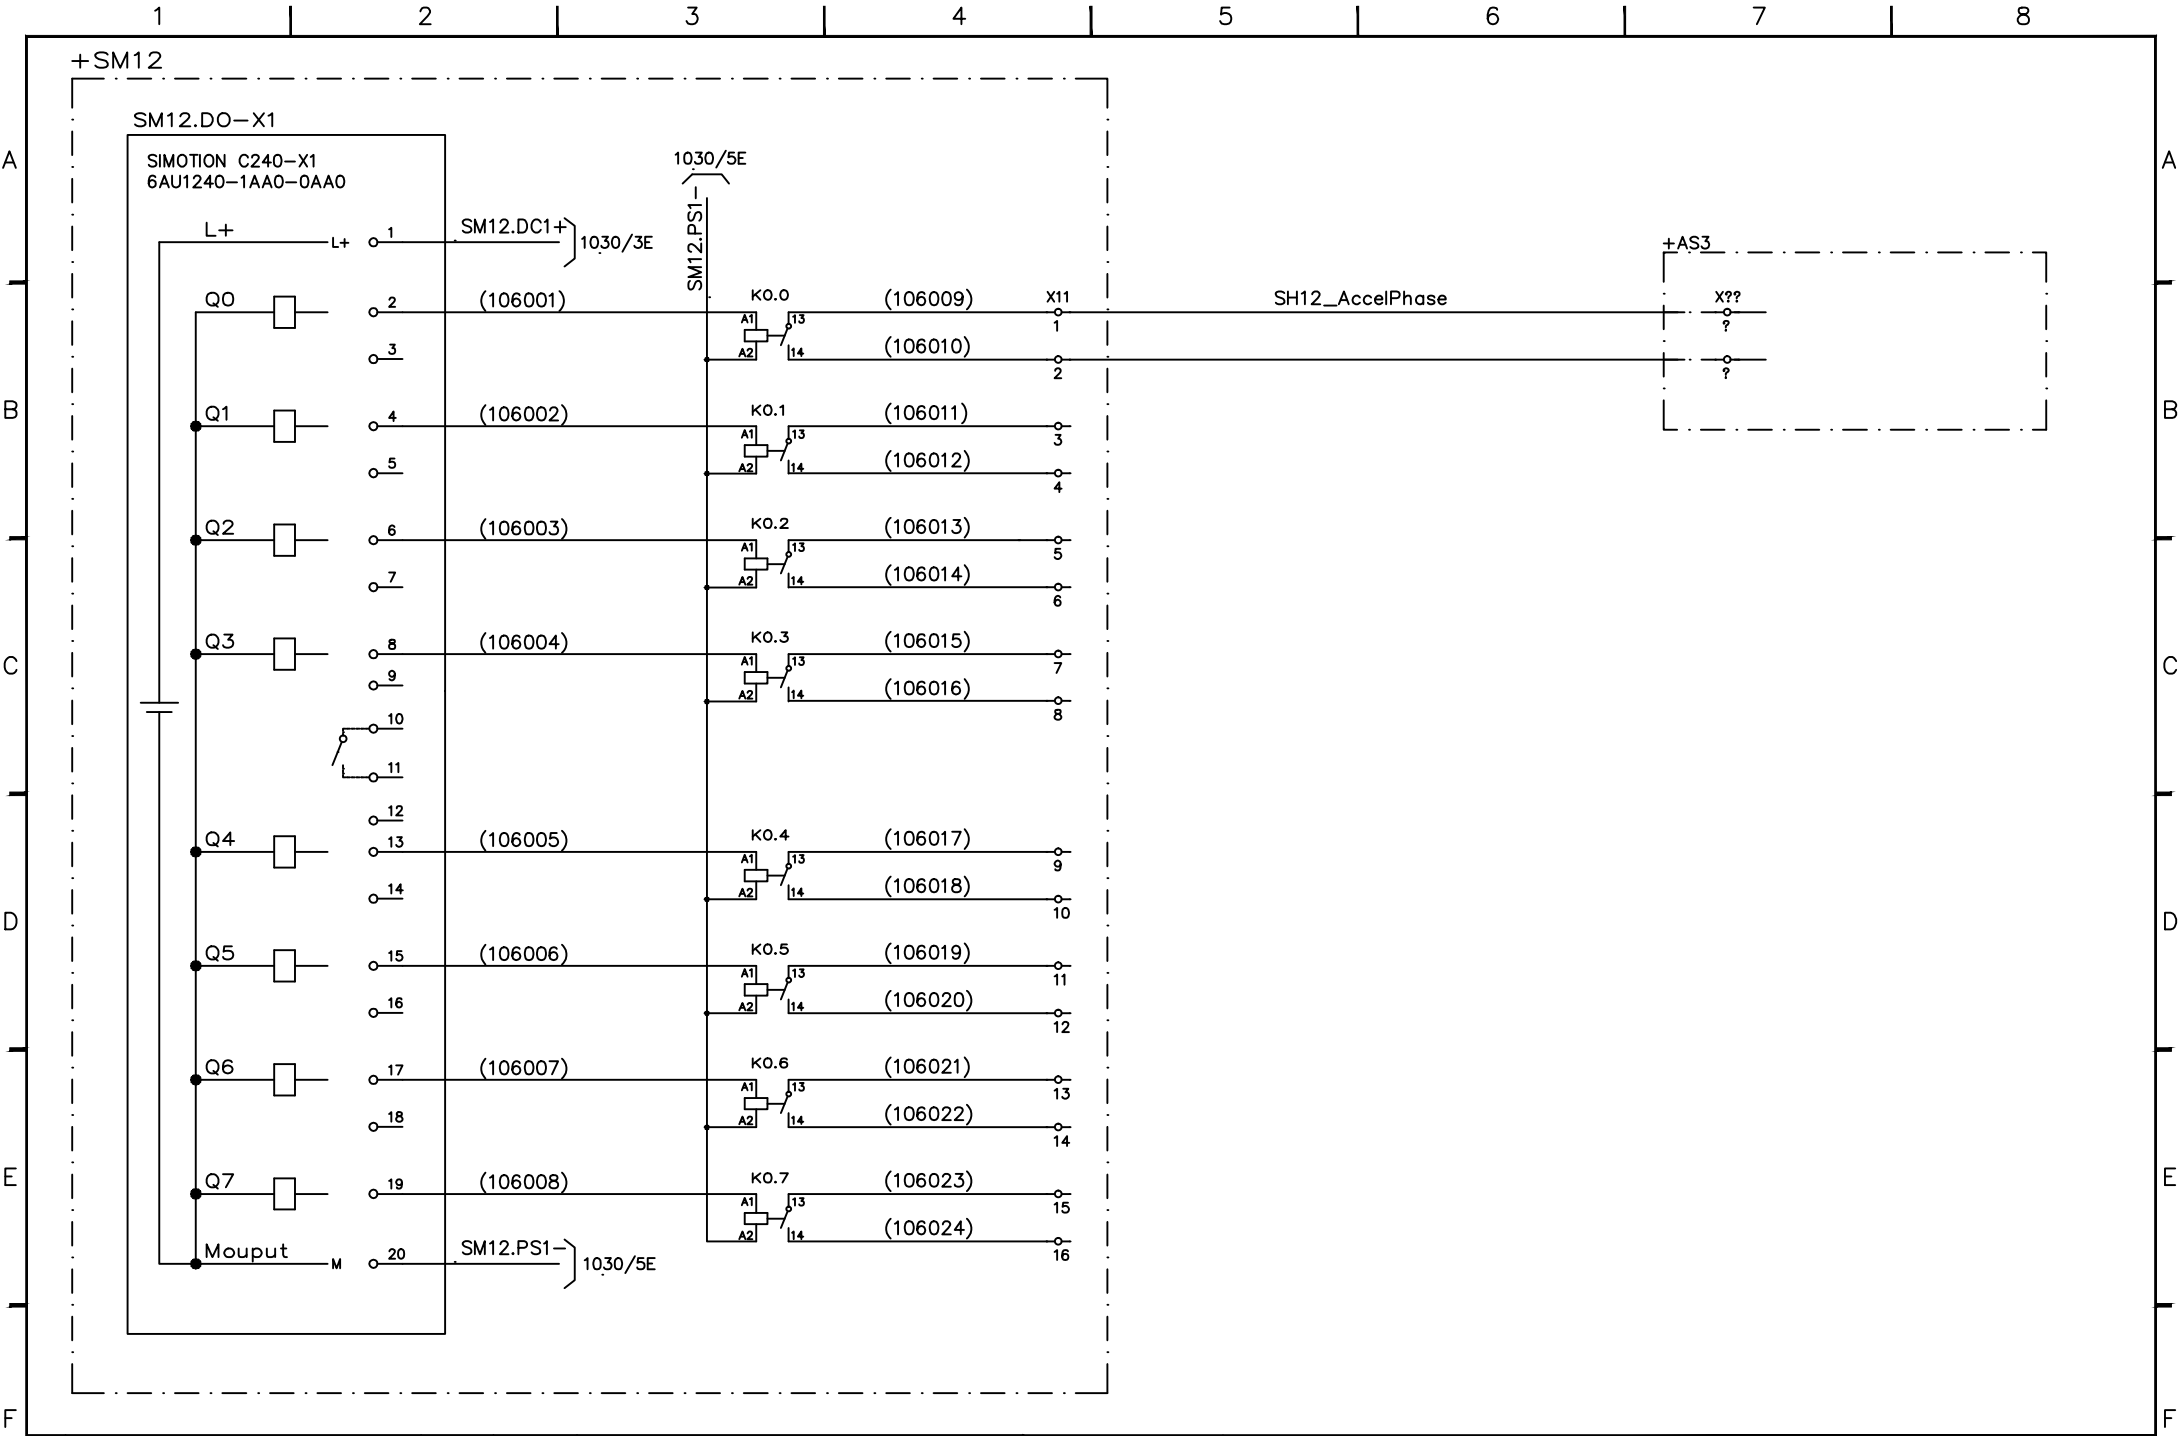 1 2 3 4 5 6 7 8
+SM12
SM12.DO-X1
A A
SIMOTION C240-X1
6AU1240-1AA0-0AA0
1030/5E
SM12.PS1-
L+ L+ 1 SM12.DC1+ 1030/3E
+AS3
Q0 2 (106001) K0.0 (106009) X11 SH12_AccelPhase X??
A1 13 1 ?
3 A2 14 (106010) 2 ?
B B
Q1 4 (106002) K0.1 (106011)
A1 13 3
5 A2 14 (106012) 4
Q2 6 (106003) K0.2 (106013)
A1 13 5
7 A2 14 (106014) 6
Q3 8 (106004) K0.3 (106015)
A1 13 7
C C
9 A2 14 (106016) 8
10
11
12
Q4 13 (106005) K0.4 (106017)
A1 13 9
14 A2 14 (106018) 10
D D
Q5 15 (106006) K0.5 (106019)
A1 13 11
16 A2 14 (106020) 12
Q6 17 (106007) K0.6 (106021)
A1 13 13
18 A2 14 (106022) 14
E E
Q7 19 (106008) K0.7 (106023)
A1 13 15
A2 14 (106024) 16
Mouput M 20 SM12.PS1- 1030/5E
F F